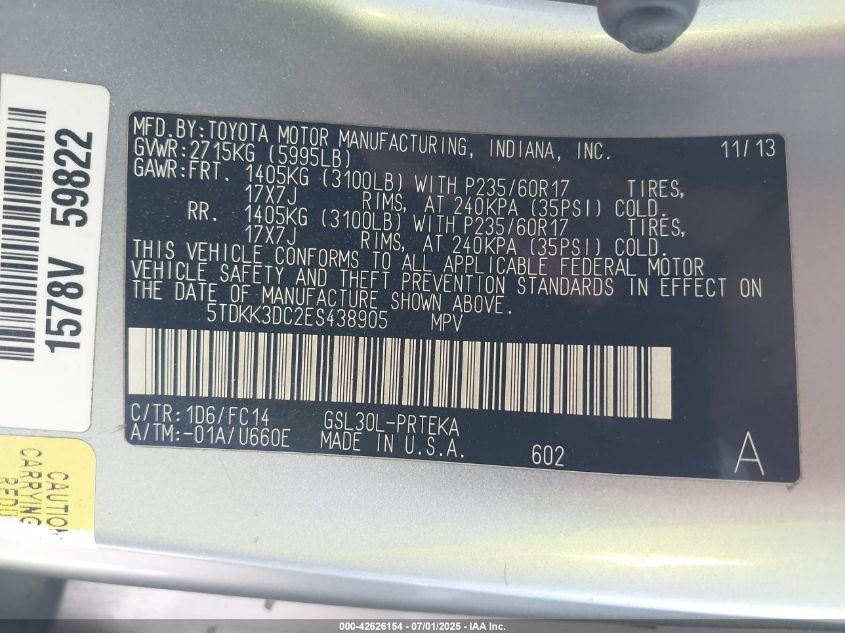 MFD.BY:TOYOTA MOTOR MANUFACTURING, INDIANA, INC. 11/13
GVWR:2715KG (5995LB)
GAWR:FRT. 1405KG (3100LB) WITH P235/60R17 TIRES,
17X7J RIMS, AT 240KPA (35PSI) COLD.
RR. 1405KG (3100LB) WITH P235/60R17 TIRES,
17X7J RIMS, AT 240KPA (35PSI) COLD.
THIS VEHICLE CONFORMS TO ALL APPLICABLE FEDERAL MOTOR
VEHICLE SAFETY AND THEFT PREVENTION STANDARDS IN EFFECT ON
THE DATE OF MANUFACTURE SHOWN ABOVE.
5TDKK3DC2ES438905 MPV
C/TR:1D6/FC14 GSL30L-PRTEKA
A/TM:-01A/U660E MADE IN U.S.A. 602 A
1578V 59822
CAUTION
CARRYING
000-42626154 - 07/01/2025 - IAA Inc.